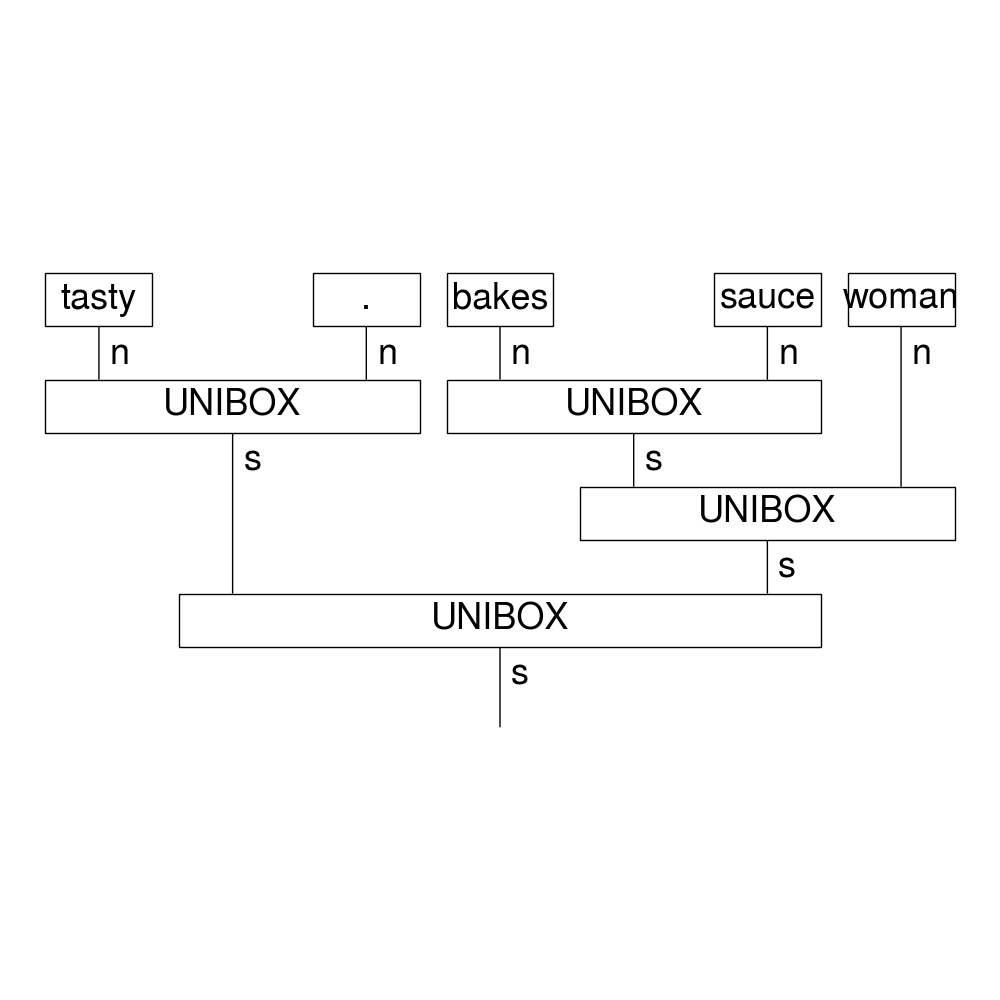 tasty . bakes sauce woman
n n n n n
UNIBOX UNIBOX
s s
UNIBOX
s
UNIBOX
s